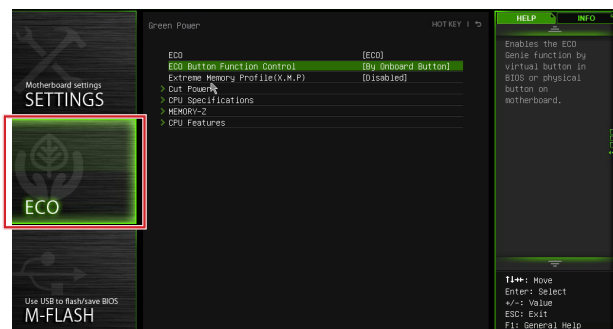 Motherboard settings
SETTINGS
ECO
Use USB to flash/save BIOS
M-FLASH
Green Power
HOT KEY
ECO [ECO]
ECO Button Function Control [By Onboard Button]
Extreme Memory Profile(X.M.P) [Disabled]
> Cut Power
> CPU Specifications
> MEMORY-Z
> CPU Features
HELP
INFO
Enables the ECO
Genie function by
virtual button in
BIOS or physical
button on
motherboard.
↑↓→←: Move
Enter: Select
+/-: Value
ESC: Exit
F1: General Help